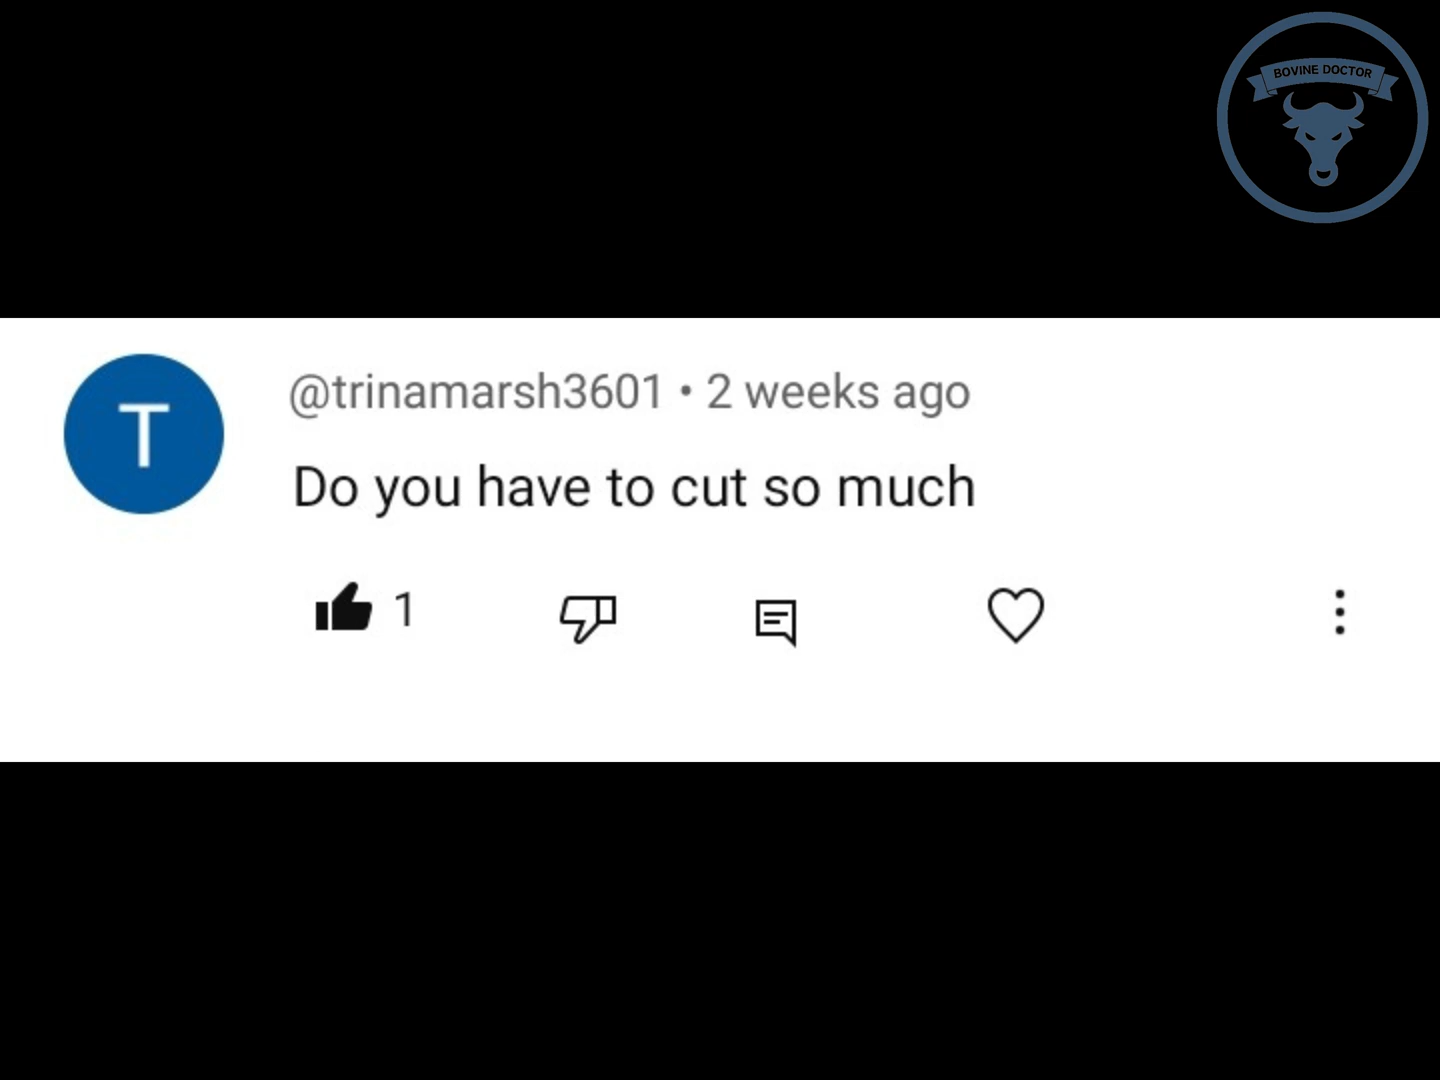 BOVINE DOCTOR
T
@trinamarsh3601 • 2 weeks ago
Do you have to cut so much
1